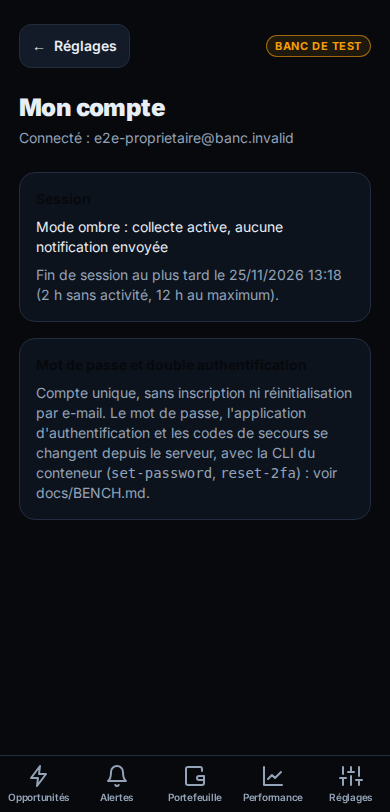 ← Réglages
BANC DE TEST
Mon compte
Connecté : e2e-proprietaire@banc.invalid
Session
Mode ombre : collecte active, aucune
notification envoyée
Fin de session au plus tard le 25/11/2026 13:18
(2 h sans activité, 12 h au maximum).
Mot de passe et double authentification
Compte unique, sans inscription ni réinitialisation
par e-mail. Le mot de passe, l'application
d'authentification et les codes de secours se
changent depuis le serveur, avec la CLI du
conteneur (set-password, reset-2fa) : voir
docs/BENCH.md.
Opportunités
Alertes
Portefeuille
Performance
Réglages